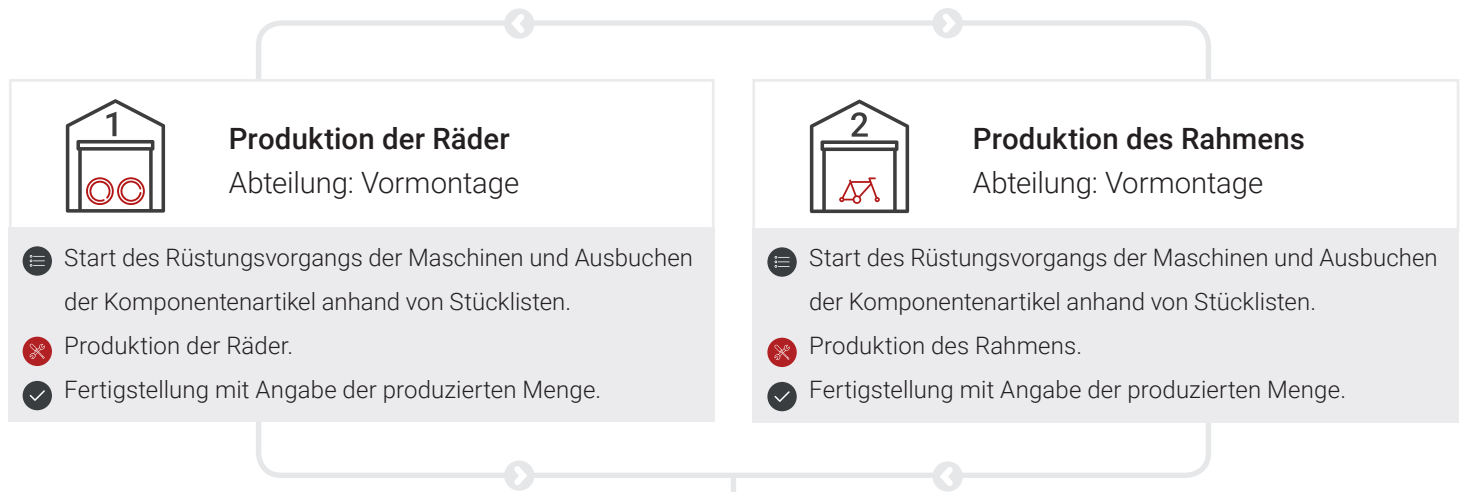 1
Produktion der Räder
Abteilung: Vormontage
Start des Rüstungsvorgangs der Maschinen und Ausbuchen
der Komponentenartikel anhand von Stücklisten.
Produktion der Räder.
Fertigstellung mit Angabe der produzierten Menge.
2
Produktion des Rahmens
Abteilung: Vormontage
Start des Rüstungsvorgangs der Maschinen und Ausbuchen
der Komponentenartikel anhand von Stücklisten.
Produktion des Rahmens.
Fertigstellung mit Angabe der produzierten Menge.